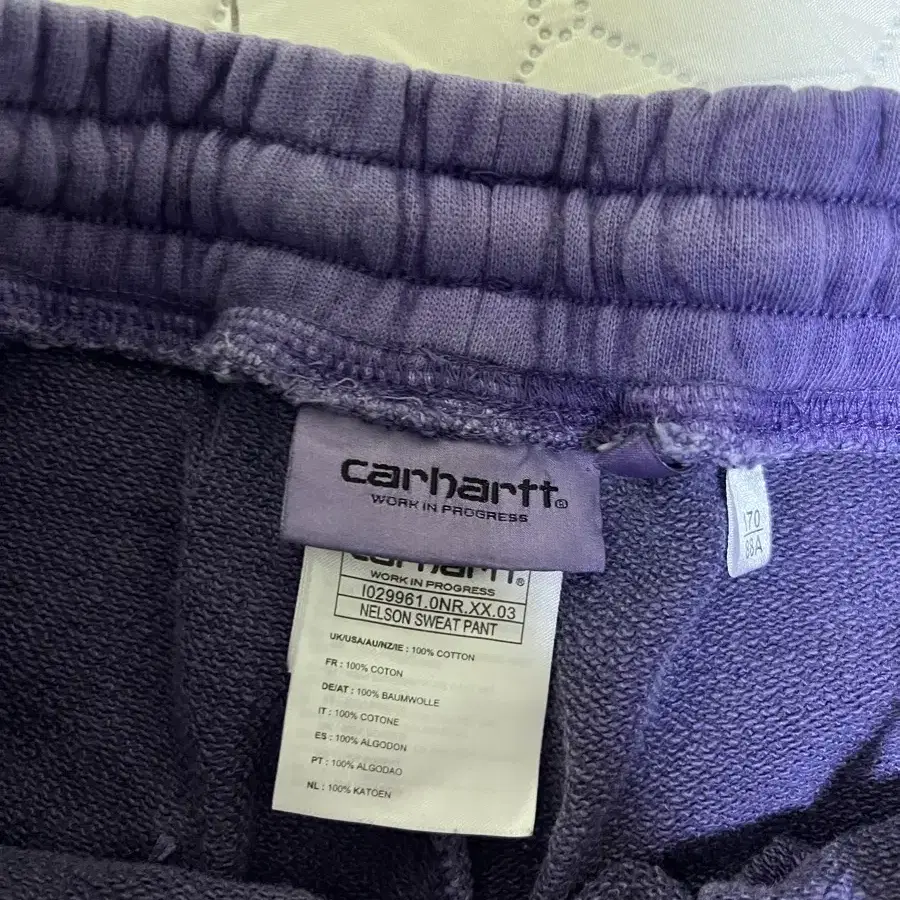 carhartt®
WORK IN PROGRESS
carhartt®
WORK IN PROGRESS
I029961.0NR.XX.03
NELSON SWEAT PANT
UK/USA/AU/NZ/IE : 100% COTTON
FR : 100% COTON
DE/AT : 100% BAUMWOLLE
IT : 100% COTONE
ES : 100% ALGODON
PT : 100% ALGODAO
NL : 100% KATOEN
170
88A